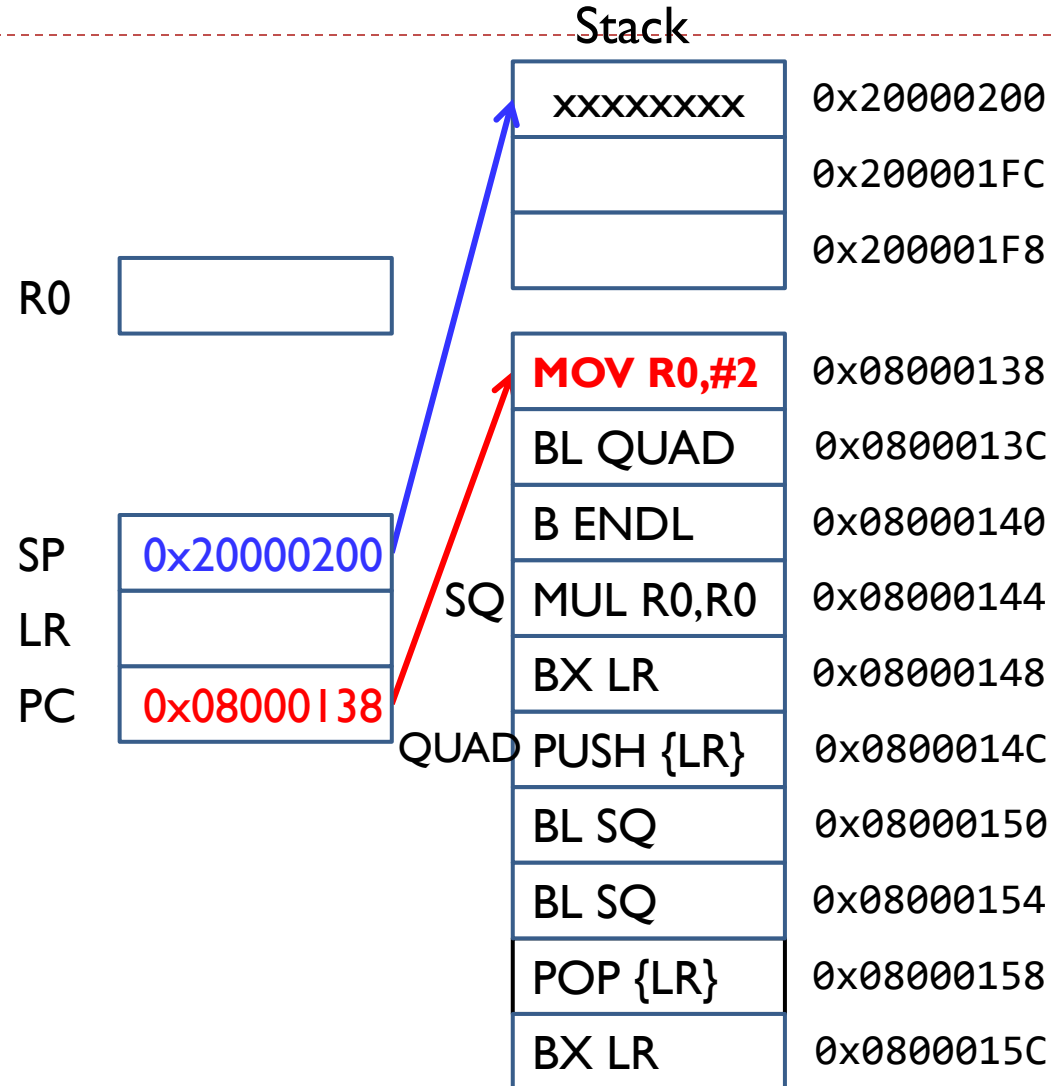 Stack
xxxxxxxx 0x20000200
0x200001FC
0x200001F8
R0
MOV R0,#2 0x08000138
BL QUAD 0x0800013C
B ENDL 0x08000140
SP 0x20000200
SQ MUL R0,R0 0x08000144
LR
BX LR 0x08000148
PC 0x08000138
QUAD PUSH {LR} 0x0800014C
BL SQ 0x08000150
BL SQ 0x08000154
POP {LR} 0x08000158
BX LR 0x0800015C